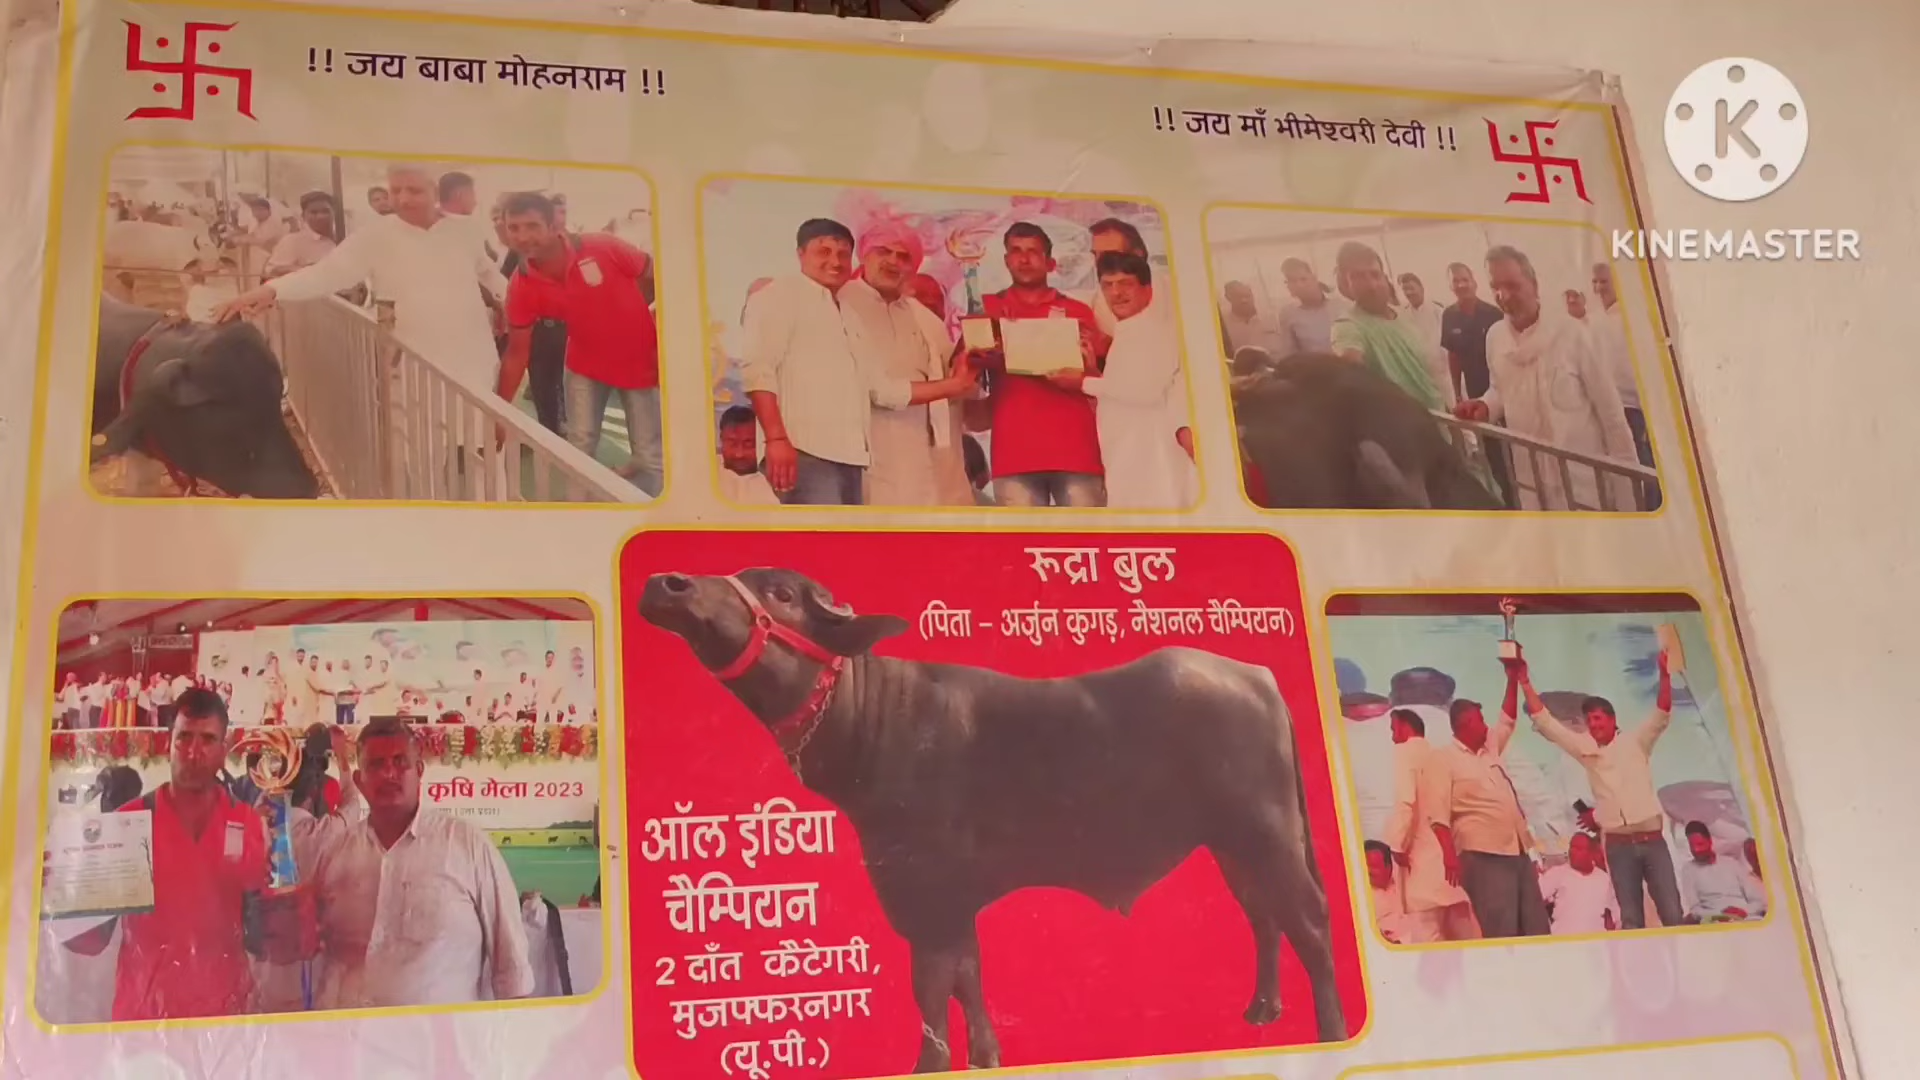 !! जय बाबा मोहनराम !!
!! जय माँ भीमेश्वरी देवी !!
K
KINEMASTER
रूद्रा बुल
(पिता - अर्जुन कुगड़, नैशनल चैम्पियन)
कृषि मेला 2023
ऑल इंडिया
चैम्पियन
2 दाँत कैटेगरी,
मुजफ्फरनगर
(यू.पी.)